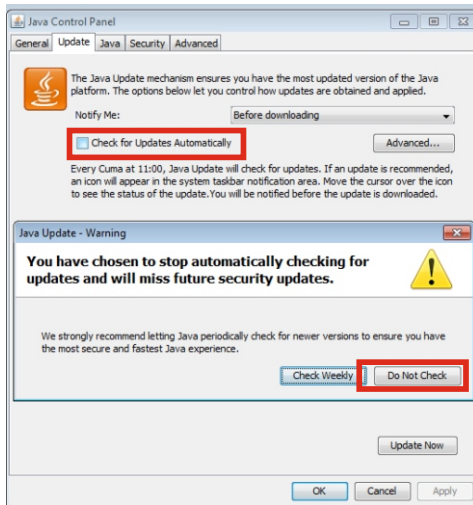 Java Control Panel
General Update Java Security Advanced
The Java Update mechanism ensures you have the most updated version of the Java
platform. The options below let you control how updates are obtained and applied.
Notify Me: Before downloading
Check for Updates Automatically Advanced...
Every Cuma at 11:00, Java Update will check for updates. If an update is recommended,
an icon will appear in the system taskbar notification area. Move the cursor over the icon
to see the status of the update.You will be notified before the update is downloaded.
Java Update - Warning
You have chosen to stop automatically checking for
updates and will miss future security updates.
We strongly recommend letting Java periodically check for newer versions to ensure you have
the most secure and fastest Java experience.
Check Weekly Do Not Check
Update Now
OK Cancel Apply